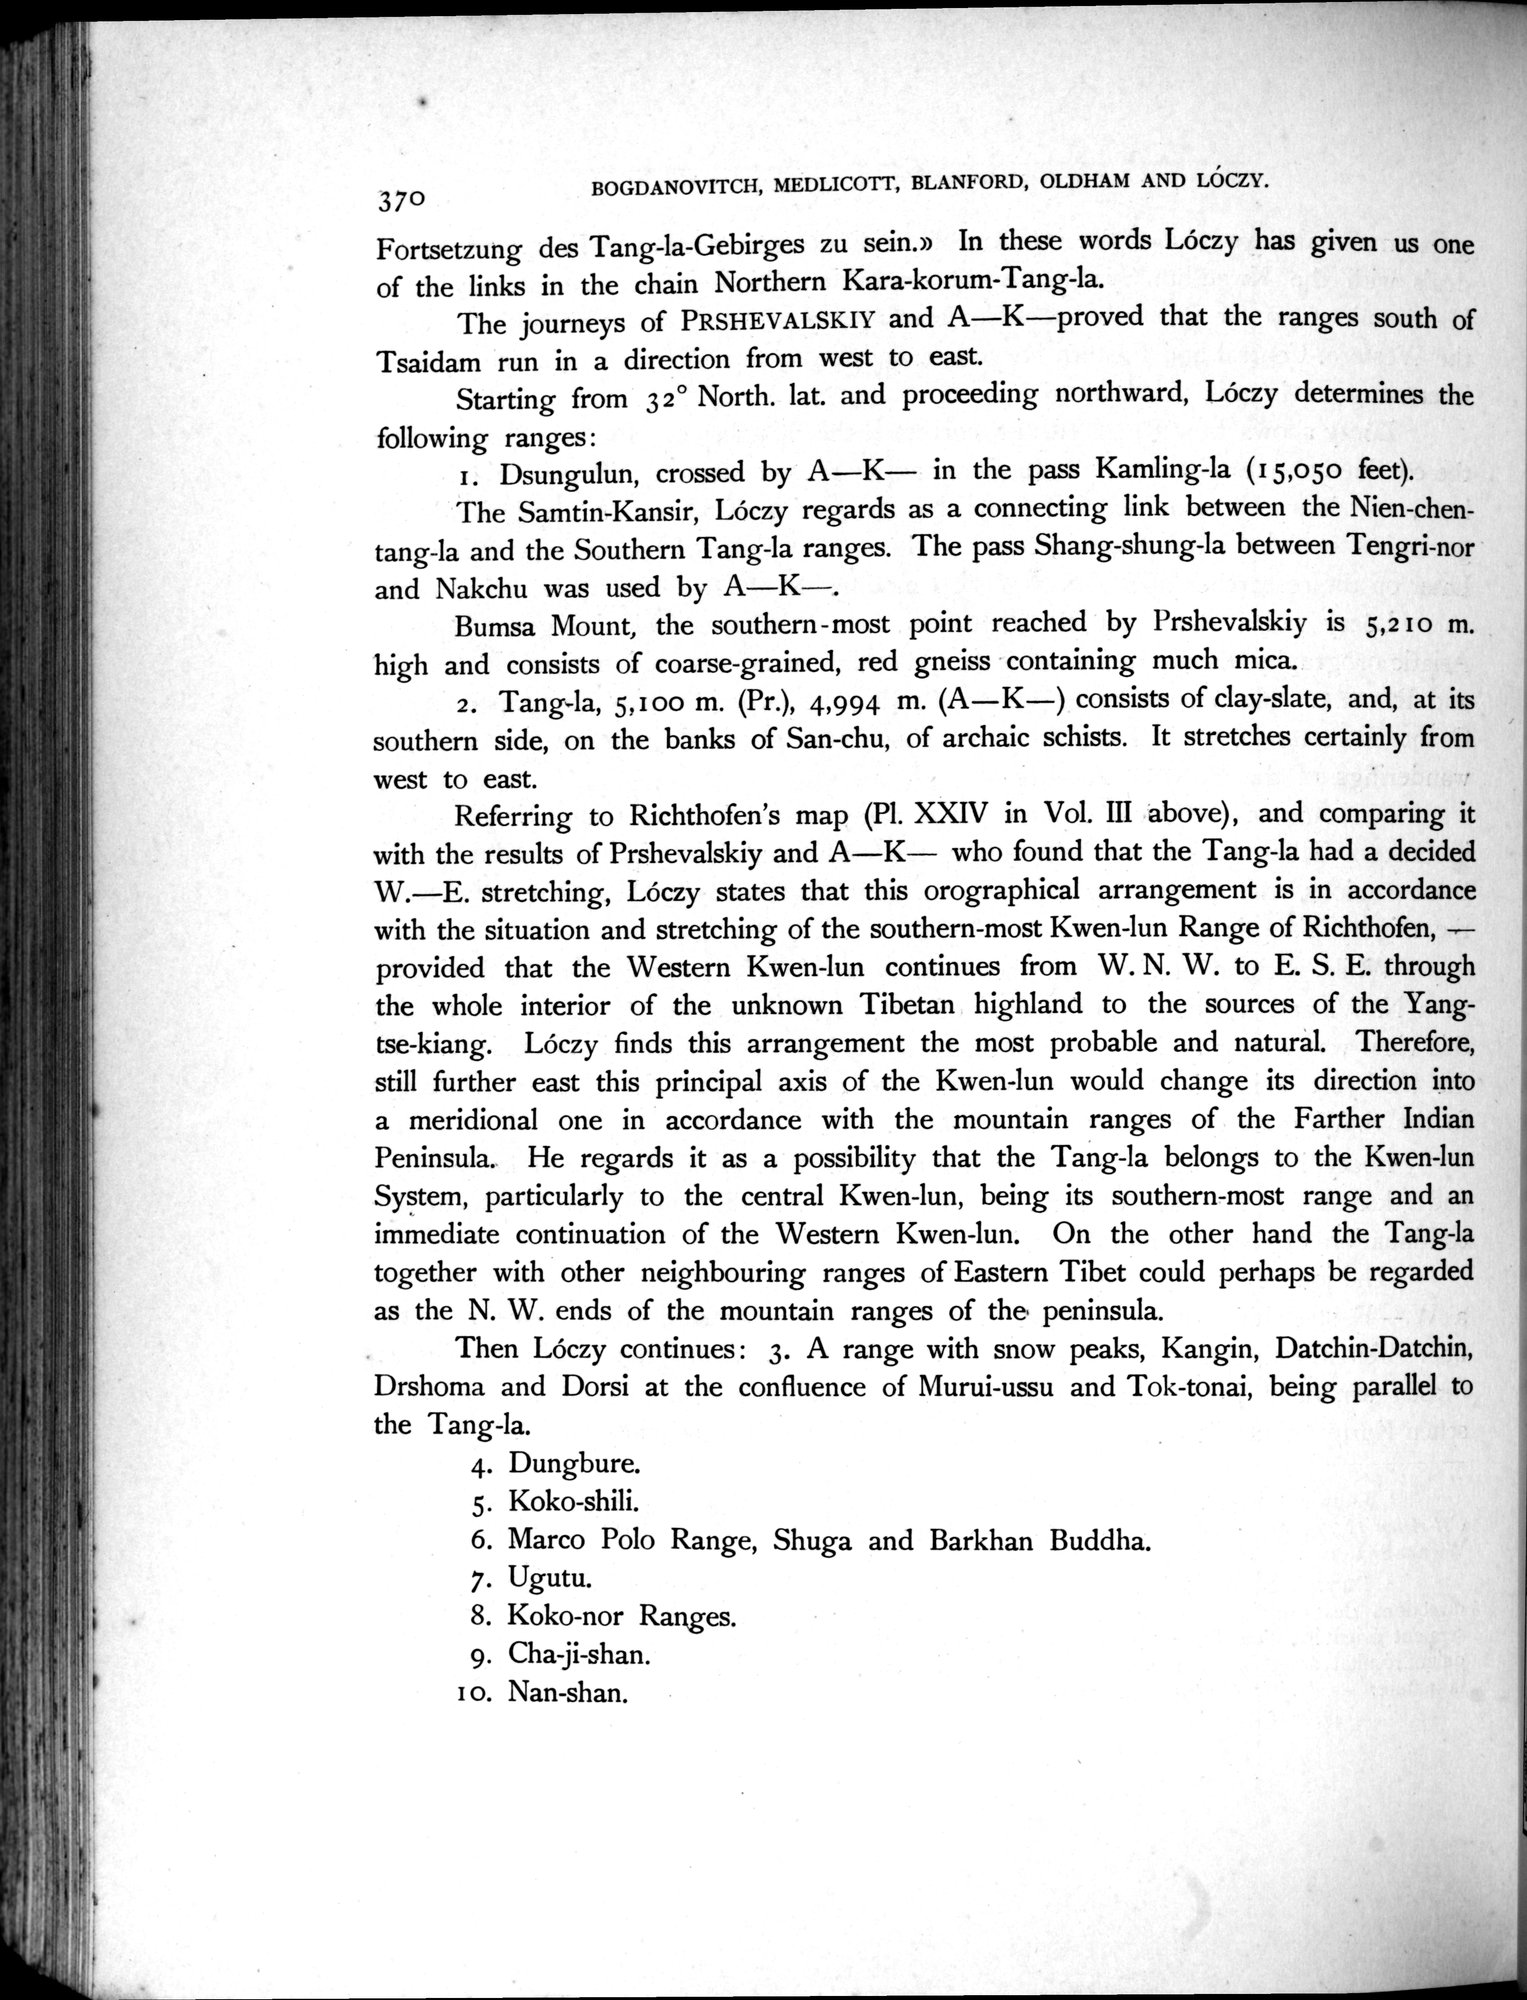 370
BOGDANOVITCH, MEDLICOTT, BLANFORD, OLDHAM AND LÓCZY.
Fortsetzung des Tang-la-Gebirges zu sein.» In these words Lóczy has given us one
of the links in the chain Northern Kara-korum-Tang-la.
The journeys of PRSHEVALSKIY and A—K—proved that the ranges south of
Tsaidam run in a direction from west to east.
Starting from 32° North. lat. and proceeding northward, Lóczy determines the
following ranges:
1. Dsungulun, crossed by A—K— in the pass Kamling-la (15,050 feet).
The Samtin-Kansir, Lóczy regards as a connecting link between the Nien-chen-
tang-la and the Southern Tang-la ranges. The pass Shang-shung-la between Tengri-nor
and Nakchu was used by A—K—.
Bumsa Mount, the southern-most point reached by Prshevalskiy is 5,210 m.
high and consists of coarse-grained, red gneiss containing much mica.
2. Tang-la, 5,100 m. (Pr.), 4,994 m. (A—K—) consists of clay-slate, and, at its
southern side, on the banks of San-chu, of archaic schists. It stretches certainly from
west to east.
Referring to Richthofen's map (Pl. XXIV in Vol. III above), and comparing it
with the results of Prshevalskiy and A—K— who found that the Tang-la had a decided
W.—E. stretching, Lóczy states that this orographical arrangement is in accordance
with the situation and stretching of the southern-most Kwen-lun Range of Richthofen, —
provided that the Western Kwen-lun continues from W. N. W. to E. S. E. through
the whole interior of the unknown Tibetan highland to the sources of the Yang-
tse-kiang. Lóczy finds this arrangement the most probable and natural. Therefore,
still further east this principal axis of the Kwen-lun would change its direction into
a meridional one in accordance with the mountain ranges of the Farther Indian
Peninsula. He regards it as a possibility that the Tang-la belongs to the Kwen-lun
System, particularly to the central Kwen-lun, being its southern-most range and an
immediate continuation of the Western Kwen-lun. On the other hand the Tang-la
together with other neighbouring ranges of Eastern Tibet could perhaps be regarded
as the N. W. ends of the mountain ranges of the peninsula.
Then Lóczy continues: 3. A range with snow peaks, Kangin, Datchin-Datchin,
Drshoma and Dorsi at the confluence of Murui-ussu and Tok-tonai, being parallel to
the Tang-la.
4. Dungbure.
5. Koko-shili.
6. Marco Polo Range, Shuga and Barkhan Buddha.
7. Ugutu.
8. Koko-nor Ranges.
9. Cha-ji-shan.
10. Nan-shan.